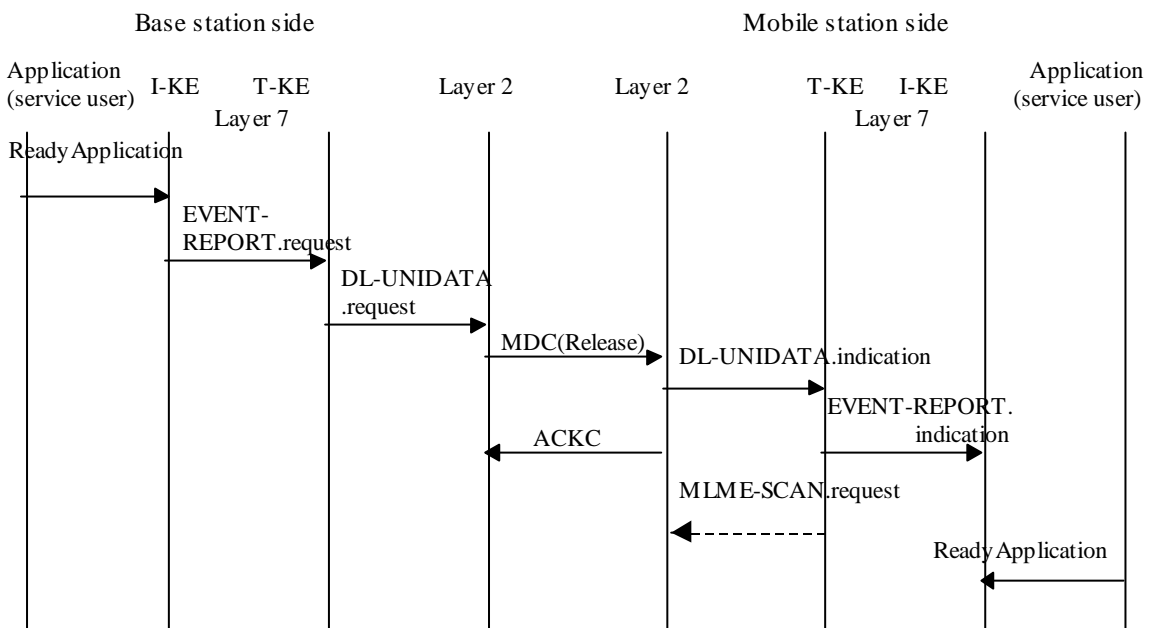 Base station side
Mobile station side
Application
(service user)
I-KE
T-KE
Layer 7
Layer 2
Layer 2
T-KE
I-KE
Layer 7
Application
(service user)
Ready Application
EVENT-
REPORT.request
DL-UNIDATA
.request
MDC(Release)
DL-UNIDATA.indication
EVENT-REPORT.
indication
ACKC
MLME-SCAN.request
Ready Application